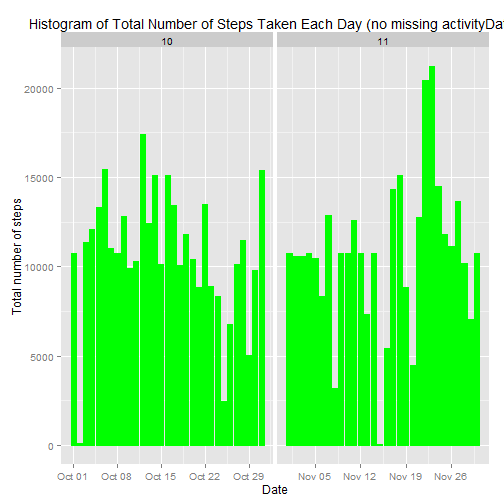 Histogram of Total Number of Steps Taken Each Day (no missing activityDa
10 11
20000
15000
10000
5000
0
Total number of steps
Oct 01 Oct 08 Oct 15 Oct 22 Oct 29 Nov 05 Nov 12 Nov 19 Nov 26
Date